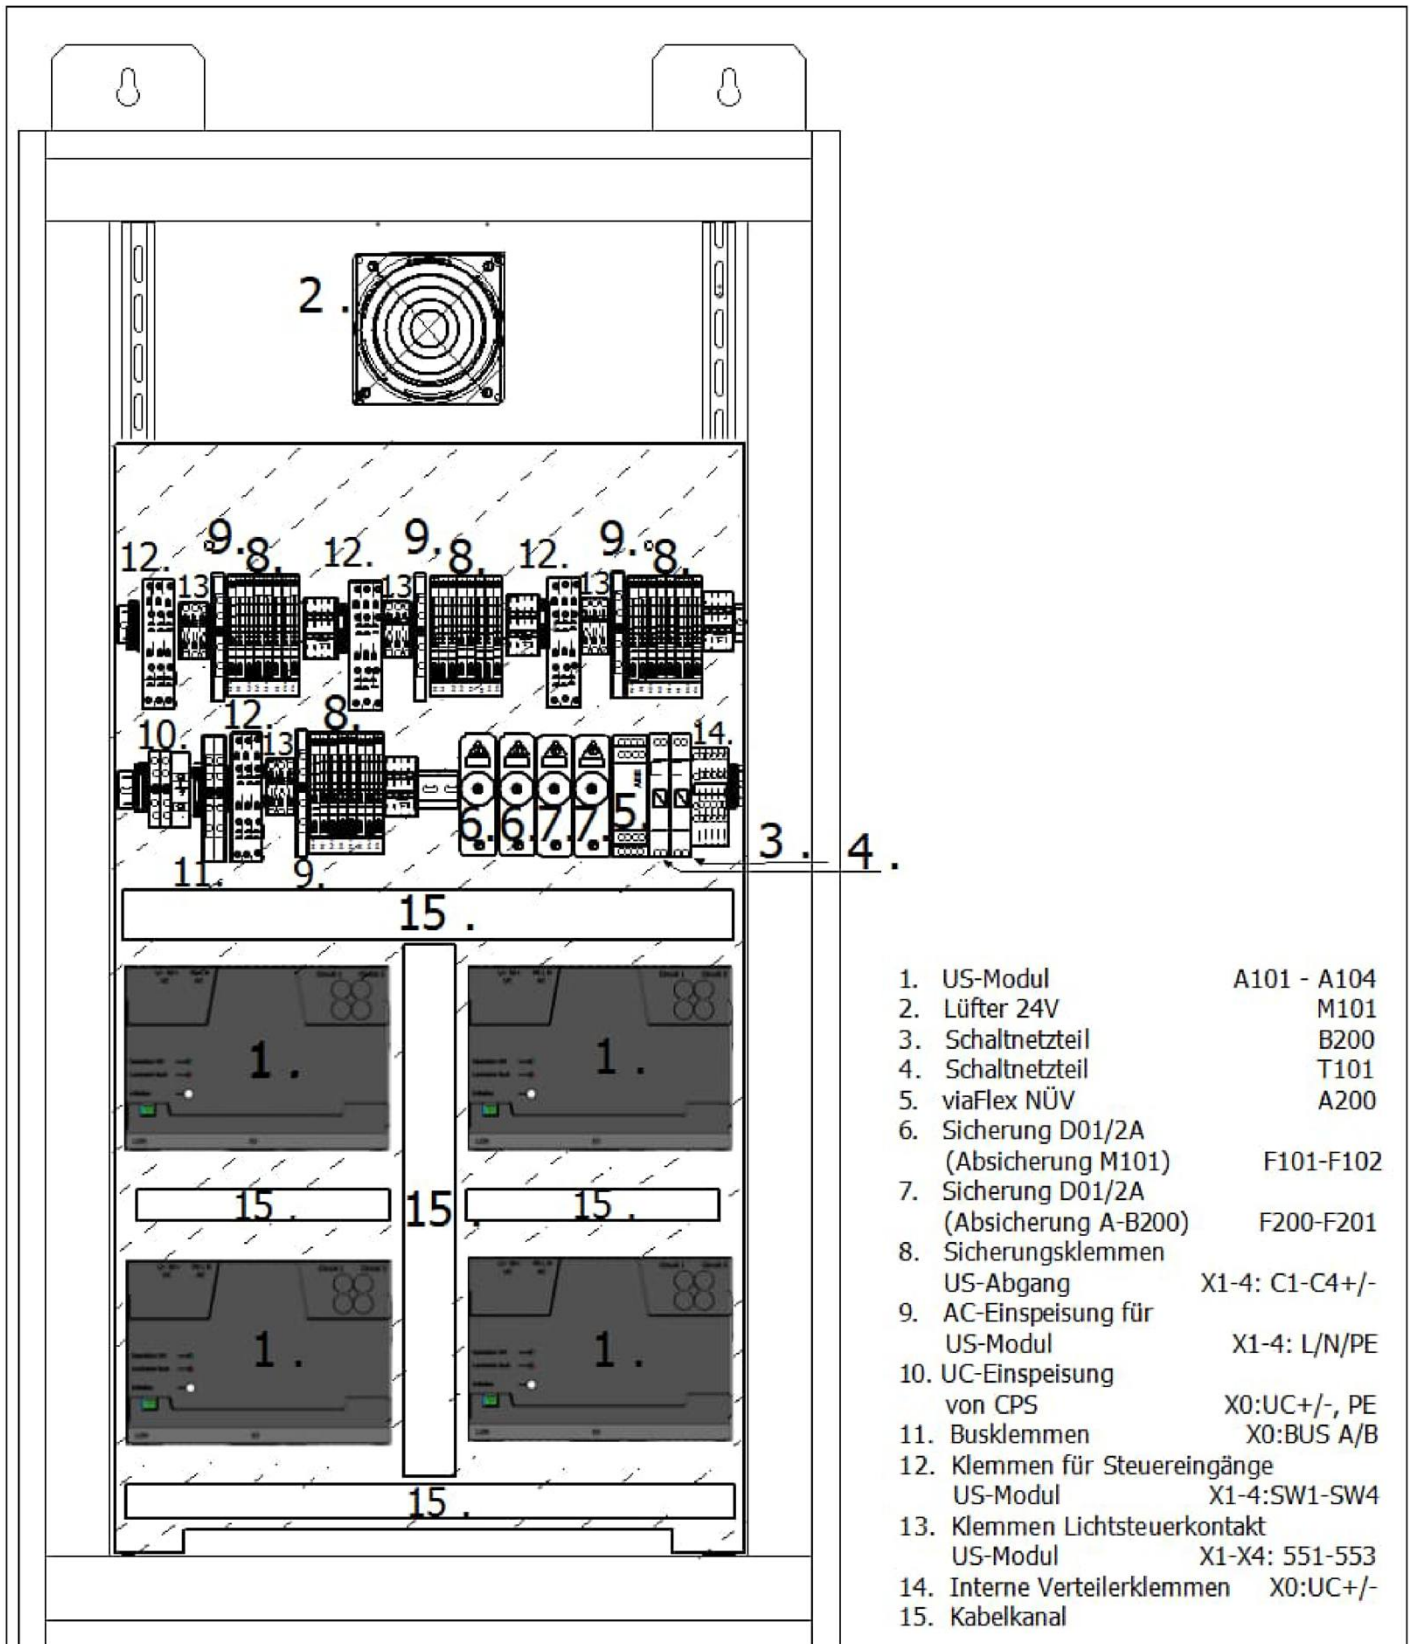 2 .
9. 9. 9.
12. 8. 12. 8. 12. 8.
13 13 13
10. 12. 8. 14.
13
ABB
6. 6. 7. 7. 5.
3 . 4 .
11. 9.
15 .
1 . 1 .
15 . 15 . 15 .
1 . 1 .
15 .
1. US-Modul A101 - A104
2. Lüfter 24V M101
3. Schaltnetzteil B200
4. Schaltnetzteil T101
5. viaFlex NÜV A200
6. Sicherung D01/2A
(Absicherung M101) F101-F102
7. Sicherung D01/2A
(Absicherung A-B200) F200-F201
8. Sicherungsklemmen
US-Abgang X1-4: C1-C4+/-
9. AC-Einspeisung für
US-Modul X1-4: L/N/PE
10. UC-Einspeisung
von CPS X0:UC+/-, PE
11. Busklemmen X0:BUS A/B
12. Klemmen für Steuereingänge
US-Modul X1-4:SW1-SW4
13. Klemmen Lichtsteuerkontakt
US-Modul X1-X4: 551-553
14. Interne Verteilerklemmen X0:UC+/-
15. Kabelkanal